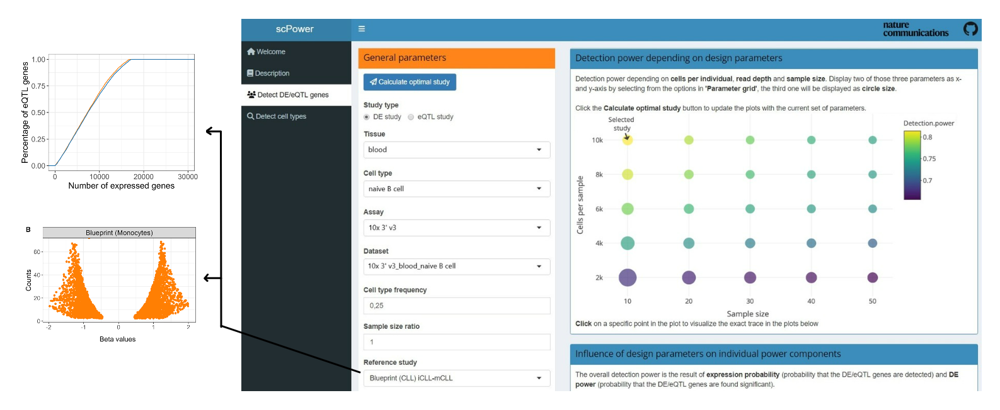 scPower
nature
communications
Welcome
Description
Detect DE/eQTL genes
Detect cell types
Percentage of eQTL genes
1.00
0.75
0.50
0.25
0.00
0
10000
20000
30000
Number of expressed genes
B
Blueprint (Monocytes)
Counts
60
40
20
0
-2
-1
0
1
2
Beta values
General parameters
Calculate optimal study
Study type
DE study
eQTL study
Tissue
blood
Cell type
naive B cell
Assay
10x 3' v3
Dataset
10x 3' v3_blood_naive B cell
Cell type frequency
0,25
Sample size ratio
1
Reference study
Blueprint (CLL) iCLL-mCLL
Detection power depending on design parameters
Detection power depending on cells per individual, read depth and sample size. Display two of those three parameters as x-
and y-axis by selecting from the options in 'Parameter grid', the third one will be displayed as circle size.
Click the Calculate optimal study button to update the plots with the current set of parameters.
Selected
study
Detection.power
0.8
0.75
0.7
Cells per sample
10k
8k
6k
4k
2k
10
20
30
40
50
Sample size
Click on a specific point in the plot to visualize the exact trace in the plots below
Influence of design parameters on individual power components
The overall detection power is the result of expression probability (probability that the DE/eQTL genes are detected) and DE
power (probability that the DE/eQTL genes are found significant).